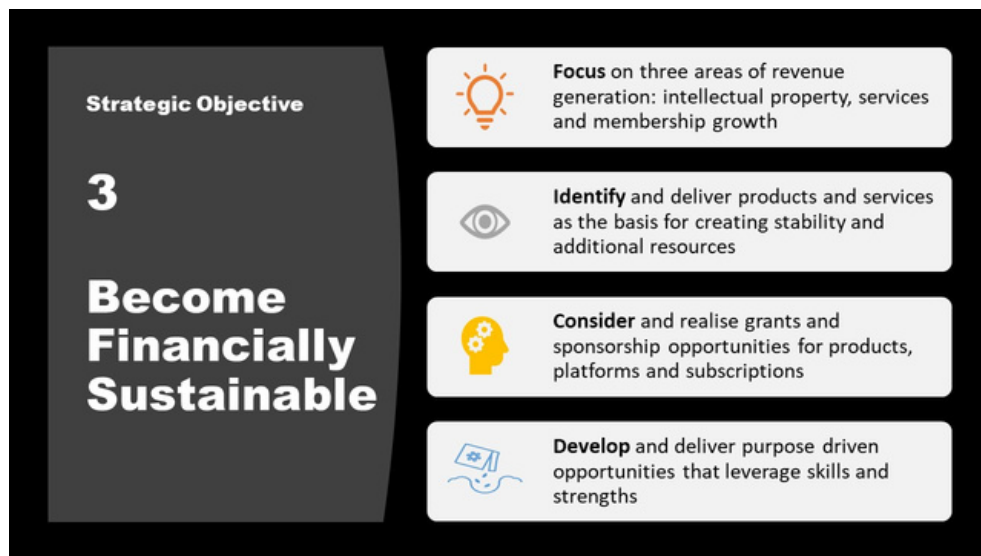 Strategic Objective
3
Become
Financially
Sustainable
Focus on three areas of revenue
generation: intellectual property, services
and membership growth
Identify and deliver products and services
as the basis for creating stability and
additional resources
Consider and realise grants and
sponsorship opportunities for products,
platforms and subscriptions
Develop and deliver purpose driven
opportunities that leverage skills and
strengths